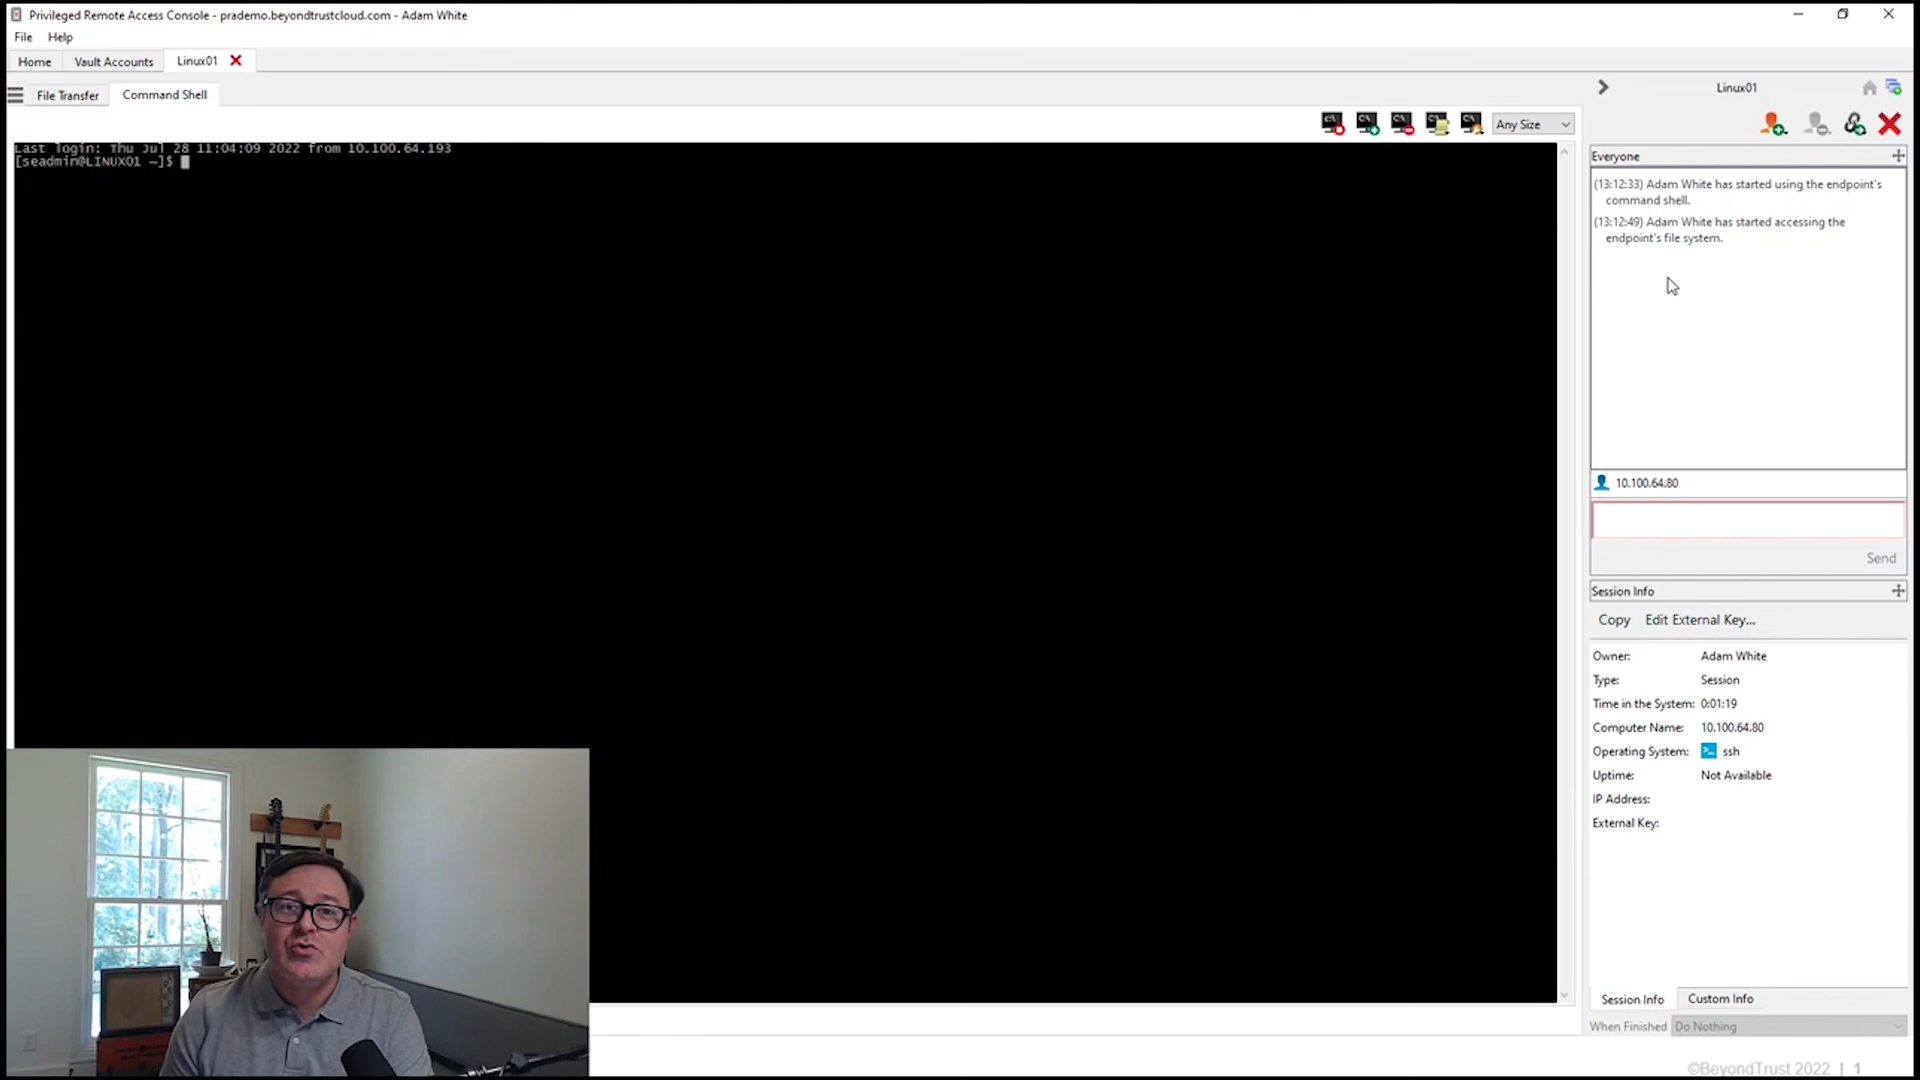 Privileged Remote Access Console - prademo.beyondtrustcloud.com - Adam White
File Help
Home Vault Accounts Linux01
File Transfer Command Shell
Linux01
Any Size
Last login: Thu Jul 28 11:04:09 2022 from 10.100.64.193
[seadmin@LINUX01 ~]$
Everyone
(13:12:33) Adam White has started using the endpoint's
command shell.
(13:12:49) Adam White has started accessing the
endpoint's file system.
10.100.64.80
Send
Session Info
Copy Edit External Key...
Owner: Adam White
Type: Session
Time in the System: 0:01:19
Computer Name: 10.100.64.80
Operating System: ssh
Uptime: Not Available
IP Address:
External Key:
Session Info Custom Info
When Finished Do Nothing
©BeyondTrust 2022 | 1